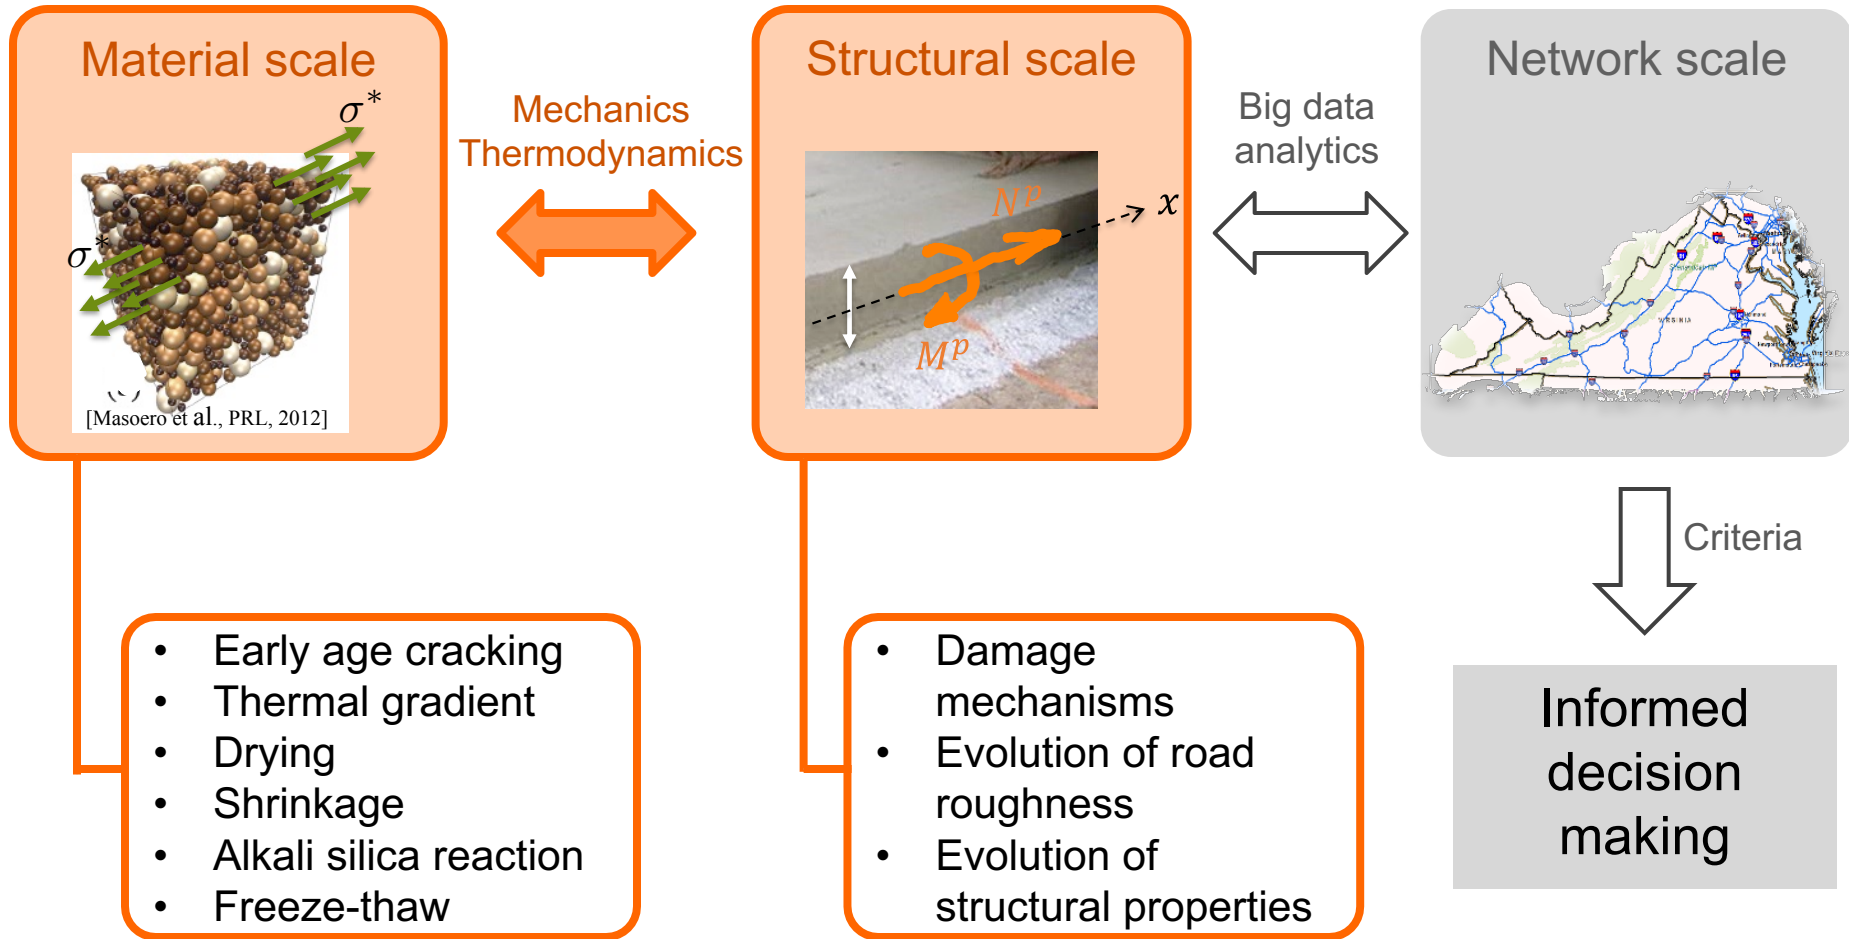 Material scale
σ*
σ*
[Masoero et al., PRL, 2012]
Mechanics
Thermodynamics
Structural scale
N^p
x
M^p
Big data
analytics
Network scale
VIRGINIA
Criteria
• Early age cracking
• Thermal gradient
• Drying
• Shrinkage
• Alkali silica reaction
• Freeze-thaw
• Damage
mechanisms
• Evolution of road
roughness
• Evolution of
structural properties
Informed
decision
making